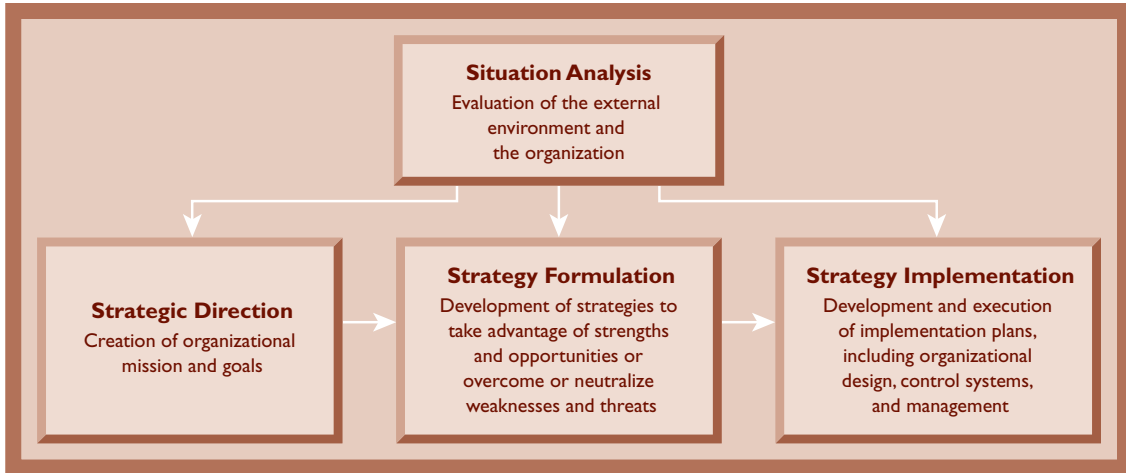 Situation Analysis
Evaluation of the external
environment and
the organization
Strategic Direction
Creation of organizational
mission and goals
Strategy Formulation
Development of strategies to
take advantage of strengths
and opportunities or
overcome or neutralize
weaknesses and threats
Strategy Implementation
Development and execution
of implementation plans,
including organizational
design, control systems,
and management